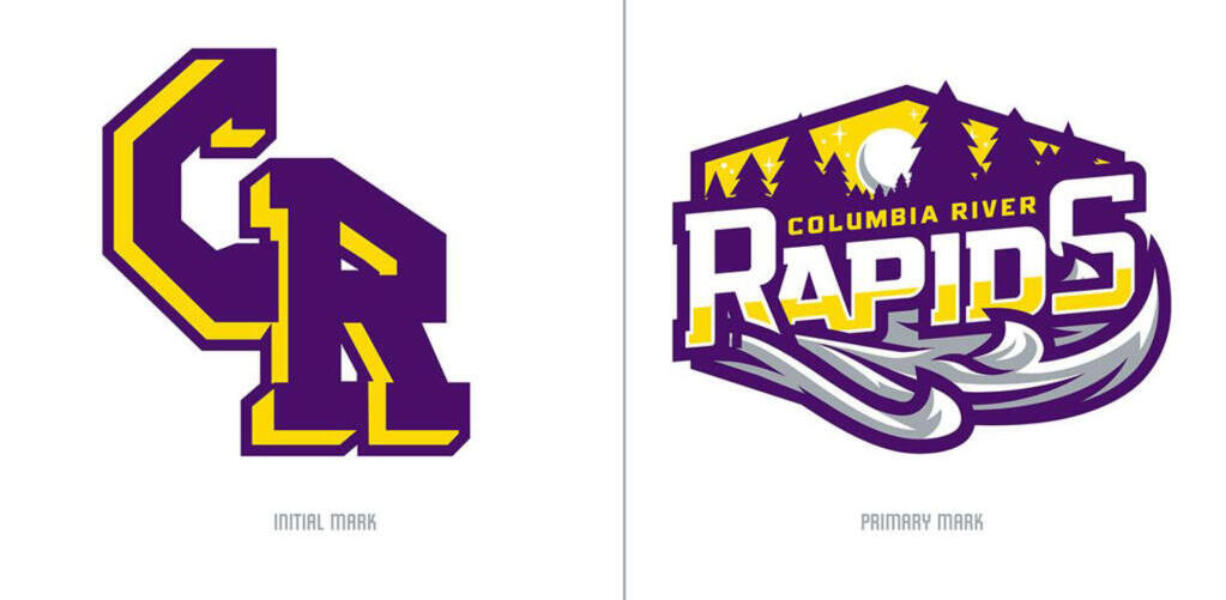 CR
INITIAL MARK
COLUMBIA RIVER
RAPIDS
PRIMARY MARK